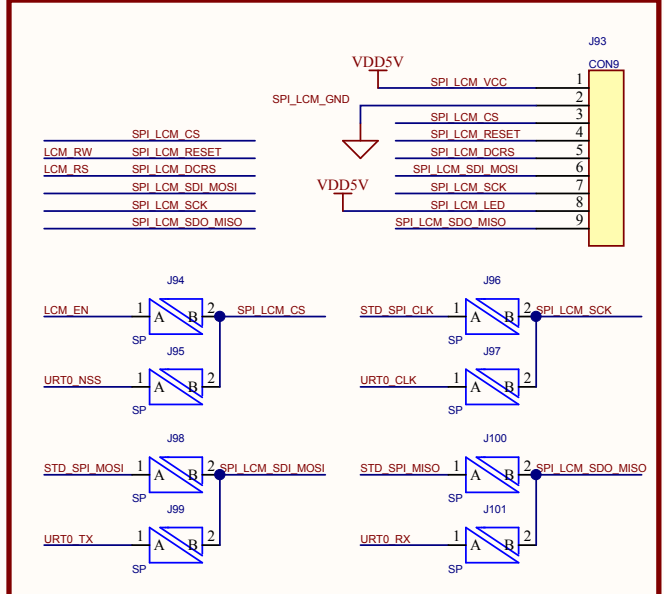 J93
CON9
VDD5V
SPI_LCM_VCC 1
SPI_LCM_GND 2
SPI_LCM_CS 3
SPI_LCM_RESET 4
SPI_LCM_DCRS 5
SPI_LCM_SDI_MOSI 6
SPI_LCM_SCK 7
VDD5V
SPI_LCM_LED 8
SPI_LCM_SDO_MISO 9
SPI_LCM_CS
LCM_RW SPI_LCM_RESET
LCM_RS SPI_LCM_DCRS
SPI_LCM_SDI_MOSI
SPI_LCM_SCK
SPI_LCM_SDO_MISO
J94
LCM_EN 1 A B 2 SPI_LCM_CS
SP
J95
URT0_NSS 1 A B 2
SP
J96
STD_SPI_CLK 1 A B 2 SPI_LCM_SCK
SP
J97
URT0_CLK 1 A B 2
SP
J98
STD_SPI_MOSI 1 A B 2 SPI_LCM_SDI_MOSI
SP
J99
URT0_TX 1 A B 2
SP
J100
STD_SPI_MISO 1 A B 2 SPI_LCM_SDO_MISO
SP
J101
URT0_RX 1 A B 2
SP